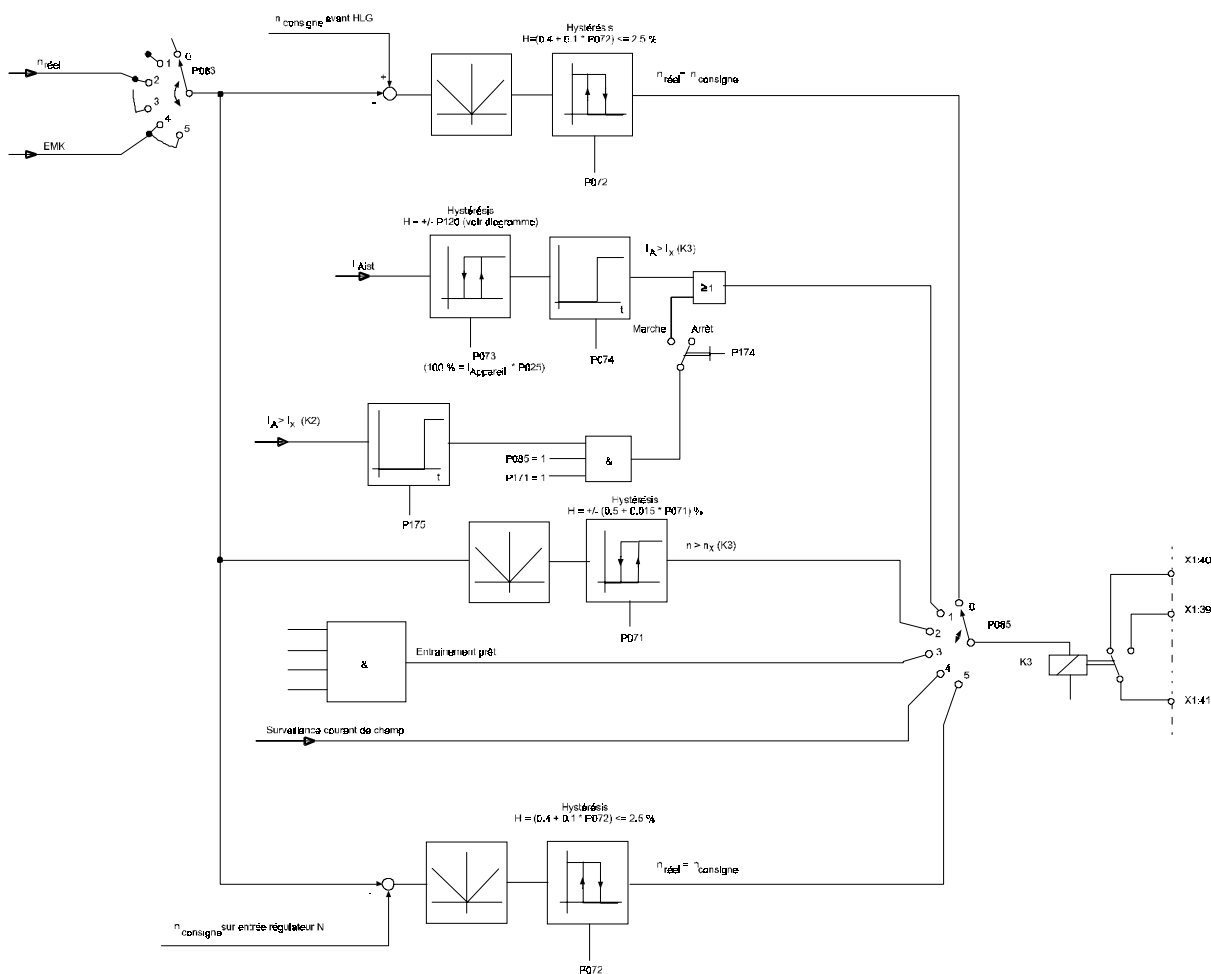 n consigne avant HLG
Hystérésis
H=(0.4 + 0.1 * P072) <= 2.5 %
0
1
P083
n réel
2
3
4
5
EMK
+
-
n réel = n consigne
P072
Hystérésis
H = +/- P120 (voir diagramme)
I Aist
t
I A > I X (K3)
≥1
Marche
Arrêt
P174
P073
(100 % = I Appareil * P025)
P074
I A > I X (K2)
t
P085 = 1
P171 = 1
&
P175
Hystérésis
H = +/- (0.5 + 0.015 * P071) %
n > n X (K3)
P071
&
Entrainement prêt
Surveillance courant de champ
0
1
2
3
4
5
P085
K3
X1:40
X1:39
X1:41
Hystérésis
H = (0.4 + 0.1 * P072) <= 2.5 %
n réel = n consigne
-
n consigne sur entrée régulateur N
P072